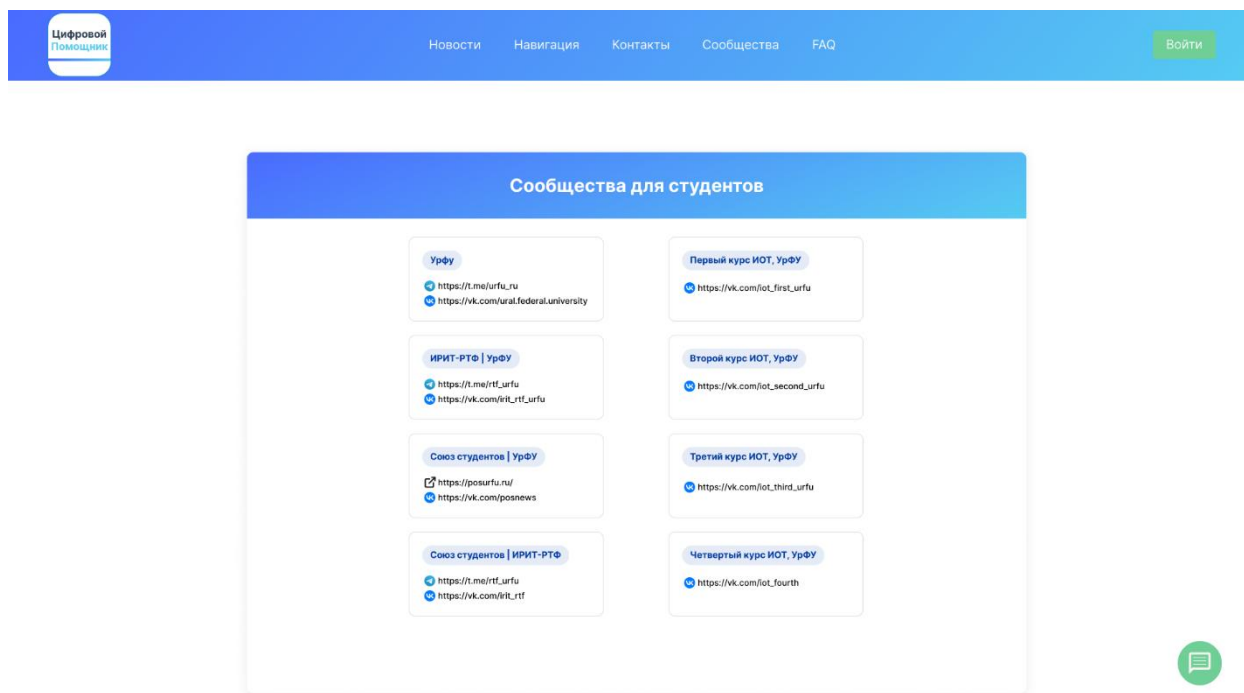 Цифровой
Помощник
Новости Навигация Контакты Сообщества FAQ
Войти
Сообщества для студентов
Урфу
https://t.me/urfu_ru
https://vk.com/ural.federal.university
Первый курс ИОТ, УрФУ
https://vk.com/iot_first_urfu
ИРИТ-РТФ | УрФУ
https://t.me/rtf_urfu
https://vk.com/irit_rtf_urfu
Второй курс ИОТ, УрФУ
https://vk.com/iot_second_urfu
Союз студентов | УрФУ
https://posurfu.ru/
https://vk.com/posnews
Третий курс ИОТ, УрФУ
https://vk.com/iot_third_urfu
Союз студентов | ИРИТ-РТФ
https://t.me/rtf_urfu
https://vk.com/irit_rtf
Четвертый курс ИОТ, УрФУ
https://vk.com/iot_fourth